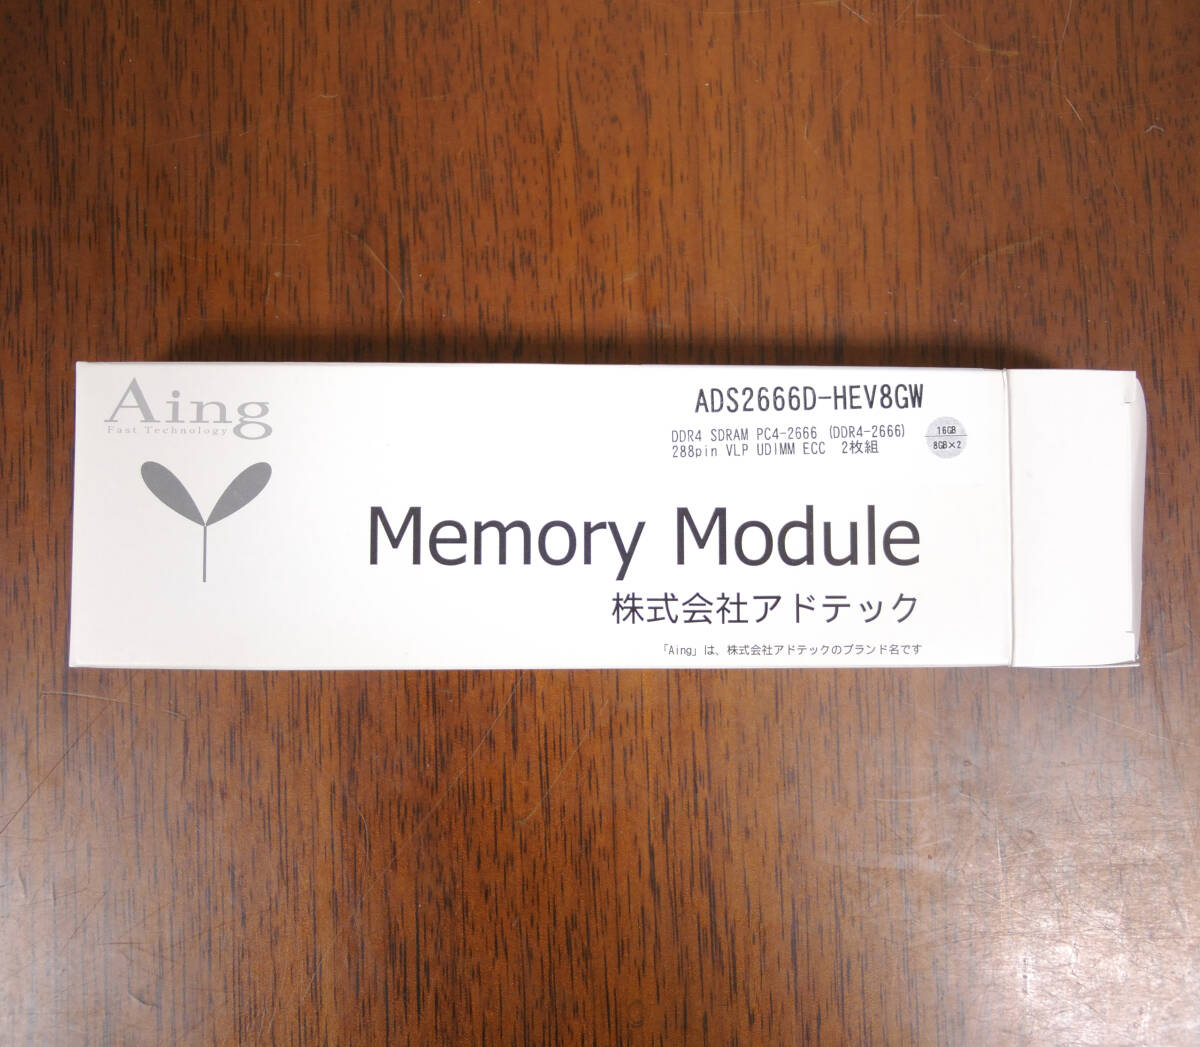 Aing
Fast Technology
ADS2666D-HEV8GW
DDR4 SDRAM PC4-2666 (DDR4-2666)
288pin VLP UDIMM ECC 2枚組
16GB
8GB×2
Memory Module
株式会社アドテック
「Aing」は、株式会社アドテックのブランド名です